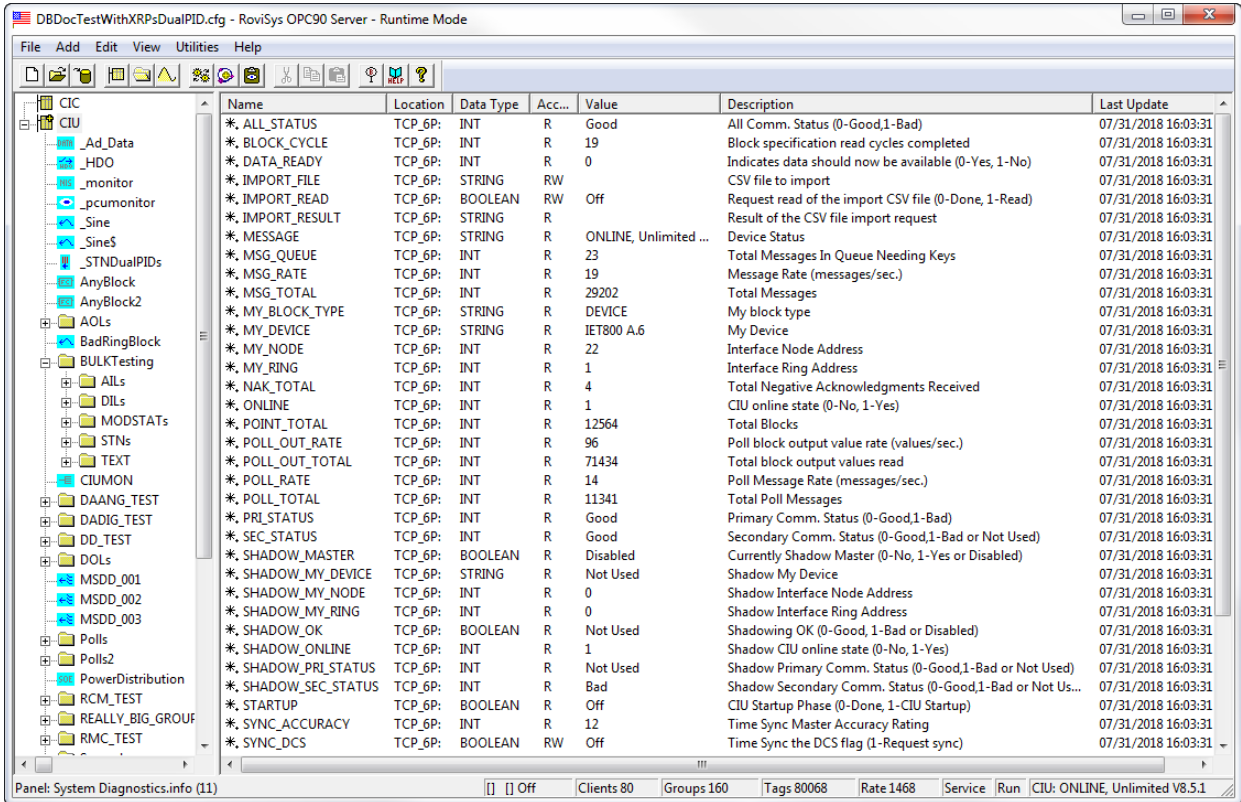 DBDocTestWithXRPsDualPID.cfg - RoviSys OPC90 Server - Runtime Mode
File Add Edit View Utilities Help
HELP
CIC
CIU
_Ad_Data
_HDO
_monitor
_pcumonitor
_Sine
_Sine$
_STNDualPIDs
AnyBlock
AnyBlock2
AOLs
BadRingBlock
BULKTesting
AILs
DILs
MODSTATs
STNs
TEXT
CIUMON
DAANG_TEST
DADIG_TEST
DD_TEST
DOLs
MSDD_001
MSDD_002
MSDD_003
Polls
Polls2
PowerDistribution
RCM_TEST
REALLY_BIG_GROUP
RMC_TEST
Name Location Data Type Acc... Value Description Last Update
ALL_STATUS TCP_6P: INT R Good All Comm. Status (0-Good,1-Bad) 07/31/2018 16:03:31
BLOCK_CYCLE TCP_6P: INT R 19 Block specification read cycles completed 07/31/2018 16:03:31
DATA_READY TCP_6P: INT R 0 Indicates data should now be available (0-Yes, 1-No) 07/31/2018 16:03:31
IMPORT_FILE TCP_6P: STRING RW CSV file to import 07/31/2018 16:03:31
IMPORT_READ TCP_6P: BOOLEAN RW Off Request read of the import CSV file (0-Done, 1-Read) 07/31/2018 16:03:31
IMPORT_RESULT TCP_6P: STRING R Result of the CSV file import request 07/31/2018 16:03:31
MESSAGE TCP_6P: STRING R ONLINE, Unlimited ... Device Status 07/31/2018 16:03:31
MSG_QUEUE TCP_6P: INT R 23 Total Messages In Queue Needing Keys 07/31/2018 16:03:31
MSG_RATE TCP_6P: INT R 19 Message Rate (messages/sec.) 07/31/2018 16:03:31
MSG_TOTAL TCP_6P: INT R 29202 Total Messages 07/31/2018 16:03:31
MY_BLOCK_TYPE TCP_6P: STRING R DEVICE My block type 07/31/2018 16:03:31
MY_DEVICE TCP_6P: STRING R IET800 A.6 My Device 07/31/2018 16:03:31
MY_NODE TCP_6P: INT R 22 Interface Node Address 07/31/2018 16:03:31
MY_RING TCP_6P: INT R 1 Interface Ring Address 07/31/2018 16:03:31
NAK_TOTAL TCP_6P: INT R 4 Total Negative Acknowledgments Received 07/31/2018 16:03:31
ONLINE TCP_6P: INT R 1 CIU online state (0-No, 1-Yes) 07/31/2018 16:03:31
POINT_TOTAL TCP_6P: INT R 12564 Total Blocks 07/31/2018 16:03:31
POLL_OUT_RATE TCP_6P: INT R 96 Poll block output value rate (values/sec.) 07/31/2018 16:03:31
POLL_OUT_TOTAL TCP_6P: INT R 71434 Total block output values read 07/31/2018 16:03:31
POLL_RATE TCP_6P: INT R 14 Poll Message Rate (messages/sec.) 07/31/2018 16:03:31
POLL_TOTAL TCP_6P: INT R 11341 Total Poll Messages 07/31/2018 16:03:31
PRI_STATUS TCP_6P: INT R Good Primary Comm. Status (0-Good,1-Bad) 07/31/2018 16:03:31
SEC_STATUS TCP_6P: INT R Good Secondary Comm. Status (0-Good,1-Bad or Not Used) 07/31/2018 16:03:31
SHADOW_MASTER TCP_6P: BOOLEAN R Disabled Currently Shadow Master (0-No, 1-Yes or Disabled) 07/31/2018 16:03:31
SHADOW_MY_DEVICE TCP_6P: STRING R Not Used Shadow My Device 07/31/2018 16:03:31
SHADOW_MY_NODE TCP_6P: INT R 0 Shadow Interface Node Address 07/31/2018 16:03:31
SHADOW_MY_RING TCP_6P: INT R 0 Shadow Interface Ring Address 07/31/2018 16:03:31
SHADOW_OK TCP_6P: BOOLEAN R Not Used Shadowing OK (0-Good, 1-Bad or Disabled) 07/31/2018 16:03:31
SHADOW_ONLINE TCP_6P: INT R 1 Shadow CIU online state (0-No, 1-Yes) 07/31/2018 16:03:31
SHADOW_PRI_STATUS TCP_6P: INT R Not Used Shadow Primary Comm. Status (0-Good,1-Bad or Not Used) 07/31/2018 16:03:31
SHADOW_SEC_STATUS TCP_6P: INT R Bad Shadow Secondary Comm. Status (0-Good,1-Bad or Not Us... 07/31/2018 16:03:31
STARTUP TCP_6P: BOOLEAN R Off CIU Startup Phase (0-Done, 1-CIU Startup) 07/31/2018 16:03:31
SYNC_ACCURACY TCP_6P: INT R 12 Time Sync Master Accuracy Rating 07/31/2018 16:03:31
SYNC_DCS TCP_6P: BOOLEAN RW Off Time Sync the DCS flag (1-Request sync) 07/31/2018 16:03:31
Panel: System Diagnostics.info (11) [] [] Off Clients 80 Groups 160 Tags 80068 Rate 1468 Service Run CIU: ONLINE, Unlimited V8.5.1